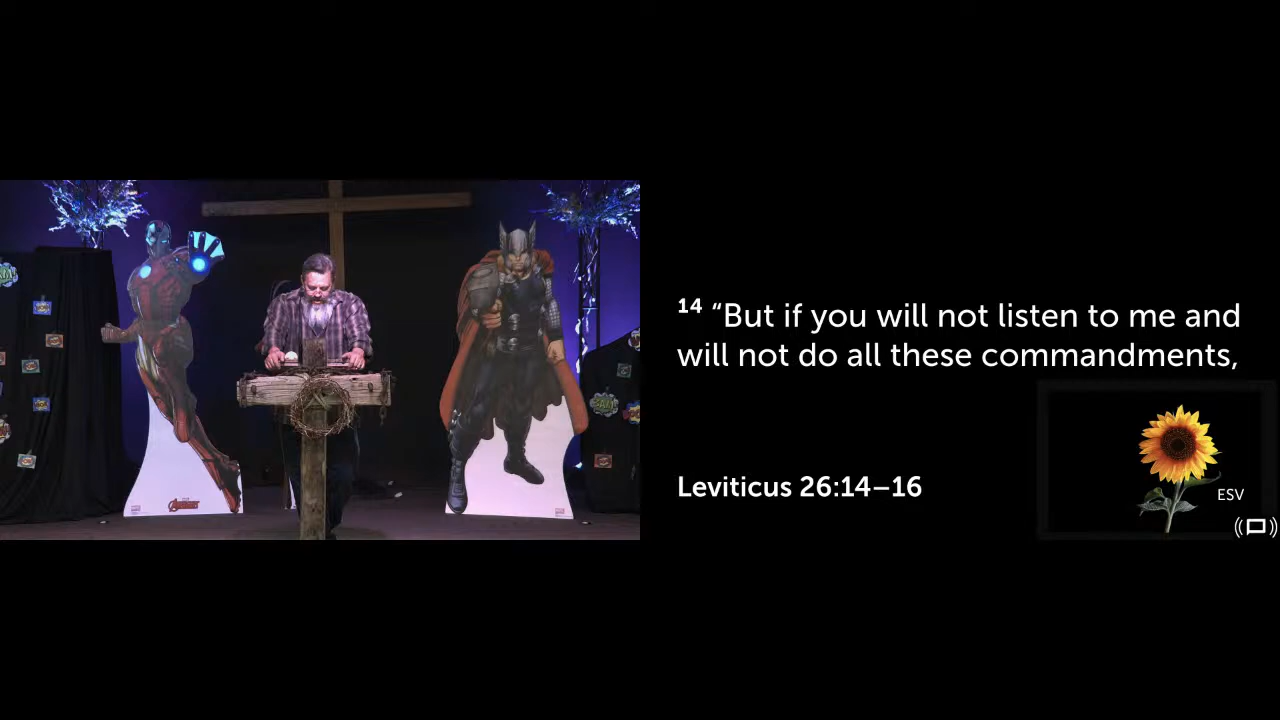 14 “But if you will not listen to me and
will not do all these commandments,
Leviticus 26:14–16
ESV
AVENGERS